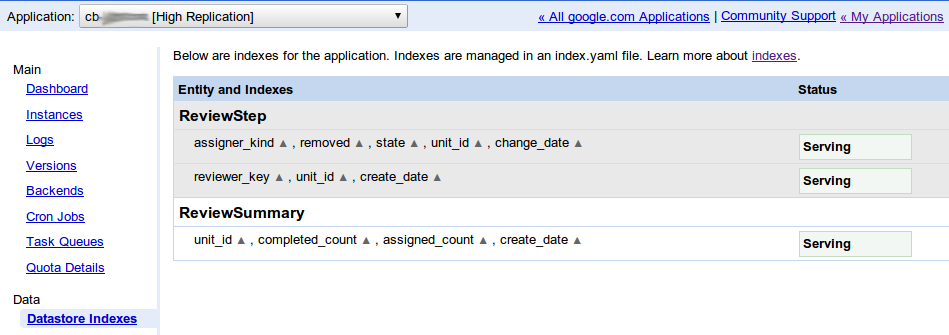 Application: cb- [High Replication] ▼ « All google.com Applications | Community Support « My Applications
Below are indexes for the application. Indexes are managed in an index.yaml file. Learn more about indexes.
Main
Dashboard
Instances
Logs
Versions
Backends
Cron Jobs
Task Queues
Quota Details
Data
Datastore Indexes
Entity and Indexes Status
ReviewStep
assigner_kind ▲ , removed ▲ , state ▲ , unit_id ▲ , change_date ▲ Serving
reviewer_key ▲ , unit_id ▲ , create_date ▲ Serving
ReviewSummary
unit_id ▲ , completed_count ▲ , assigned_count ▲ , create_date ▲ Serving